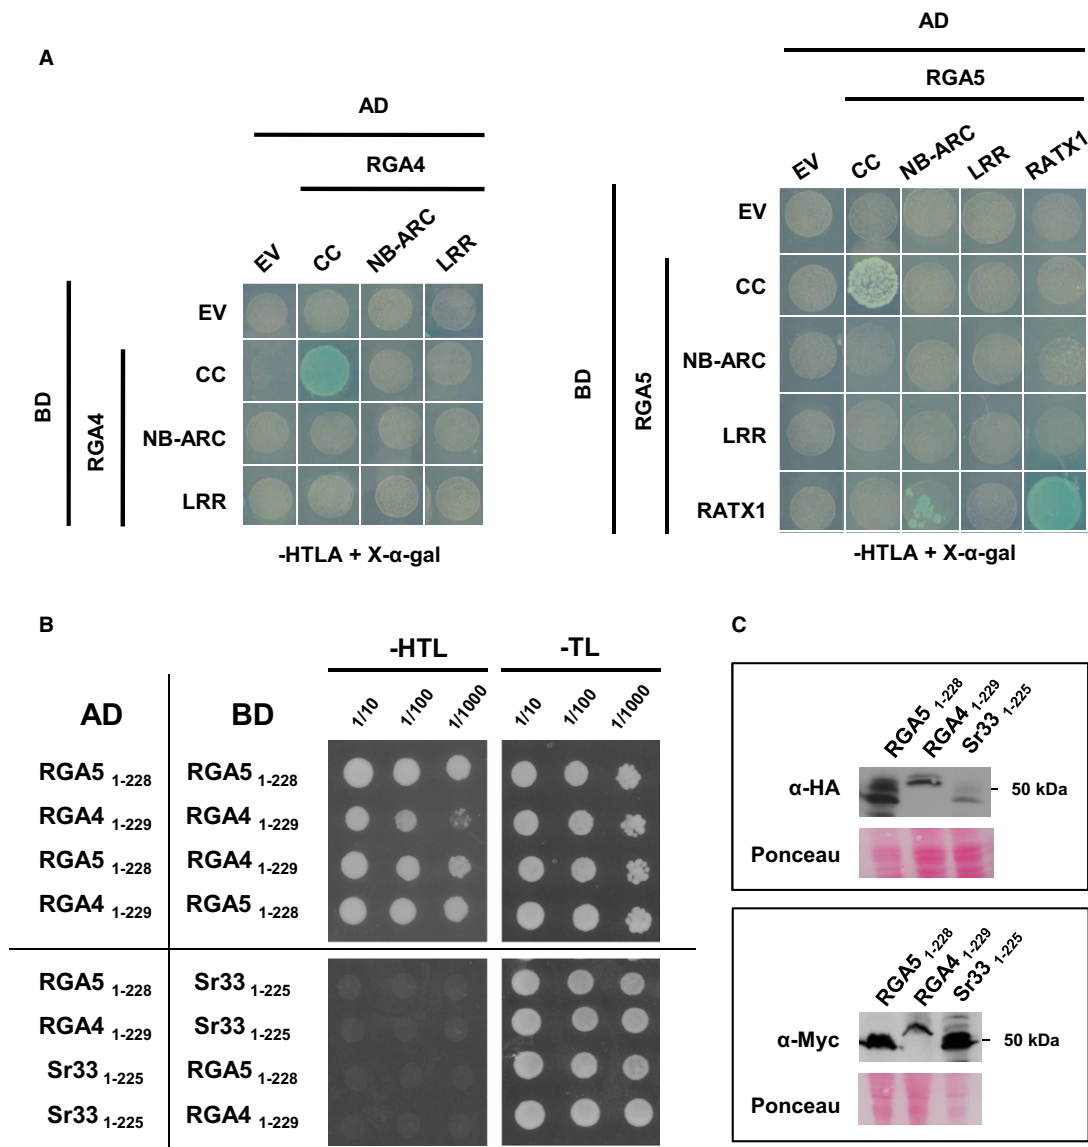 A
AD
RGA4
EV CC NB-ARC LRR
BD
RGA4
EV
CC
NB-ARC
LRR
-HTLA + X-α-gal
AD
RGA5
EV CC NB-ARC LRR RATX1
BD
RGA5
EV
CC
NB-ARC
LRR
RATX1
-HTLA + X-α-gal
B
-HTL -TL
AD BD 1/10 1/100 1/1000 1/10 1/100 1/1000
RGA5 1-228 RGA5 1-228
RGA4 1-229 RGA4 1-229
RGA5 1-228 RGA4 1-229
RGA4 1-229 RGA5 1-228
RGA5 1-228 Sr33 1-225
RGA4 1-229 Sr33 1-225
Sr33 1-225 RGA5 1-228
Sr33 1-225 RGA4 1-229
C
RGA5 1-228 RGA4 1-229 Sr33 1-225
α-HA - 50 kDa
Ponceau
RGA5 1-228 RGA4 1-229 Sr33 1-225
α-Myc - 50 kDa
Ponceau